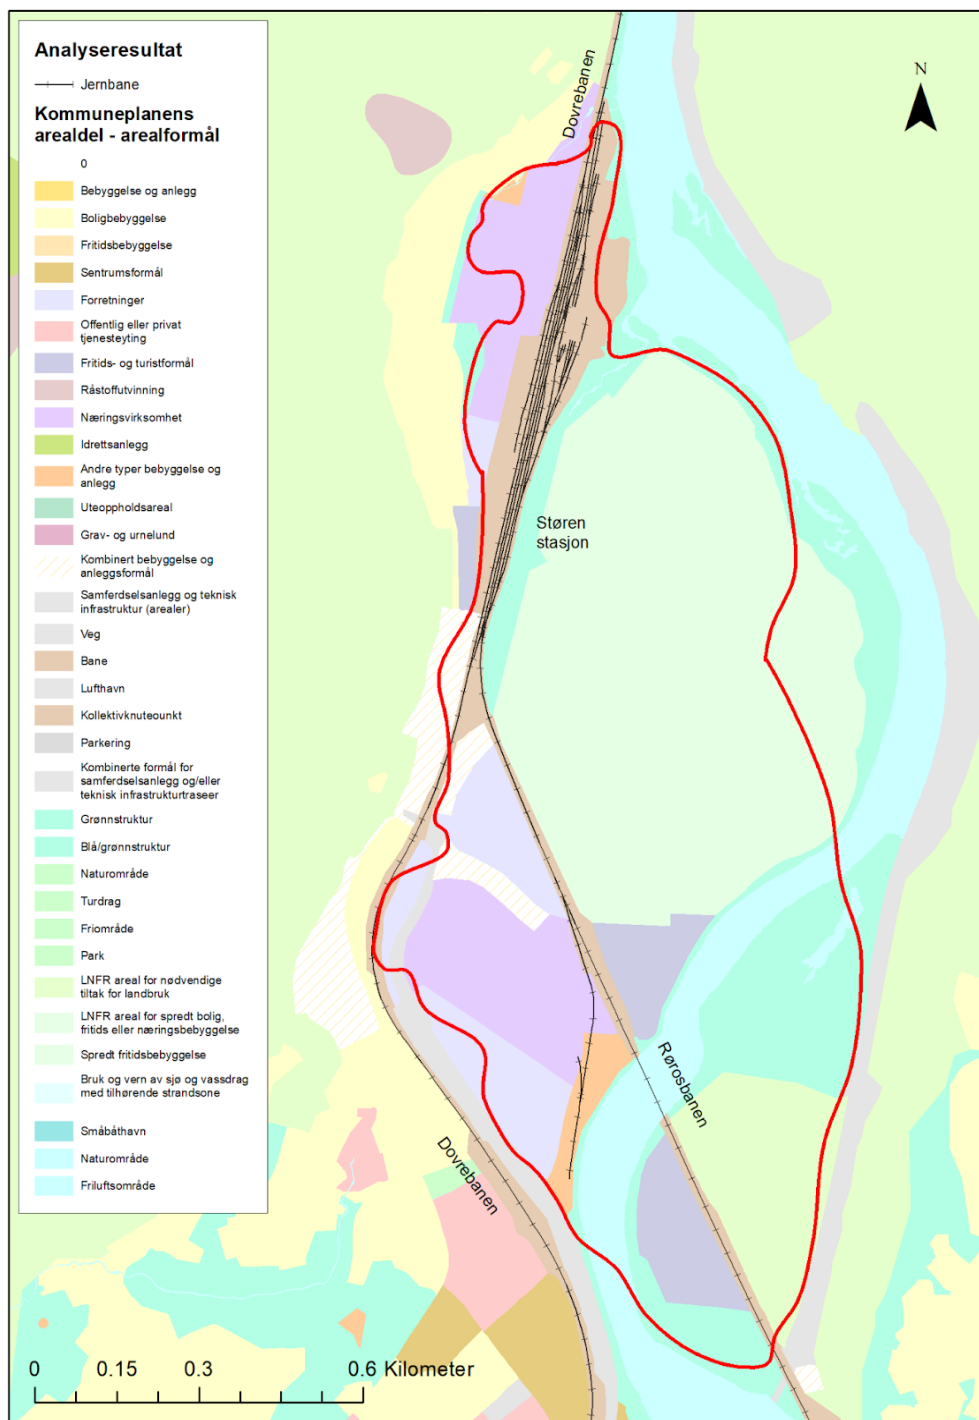 Analyseresultat
Jernbane
Kommuneplanens
arealdel - arealformål
0
Bebyggelse og anlegg
Boligbebyggelse
Fritidsbebyggelse
Sentrumsformål
Forretninger
Offentlig eller privat
tjenesteyting
Fritids- og turistformål
Råstoffutvinning
Næringsvirksomhet
Idrettsanlegg
Andre typer bebyggelse og
anlegg
Uteoppholdsareal
Grav- og urnelund
Kombinert bebyggelse og
anleggsformål
Samferdselsanlegg og teknisk
infrastruktur (arealer)
Veg
Bane
Lufthavn
Kollektivknuteounkt
Parkering
Kombinerte formål for
samferdselsanlegg og/eller
teknisk infrastrukturtraseer
Grønnstruktur
Blå/grønnstruktur
Naturområde
Turdrag
Friområde
Park
LNFR areal for nødvendige
tiltak for landbruk
LNFR areal for spredt bolig,
fritids eller næringsbebyggelse
Spredt fritidsbebyggelse
Bruk og vern av sjø og vassdrag
med tilhørende strandsone
Småbåthavn
Naturområde
Friluftsområde
Dovrebanen
N
Støren
stasjon
Rørosbanen
Dovrebanen
0 0.15 0.3 0.6 Kilometer